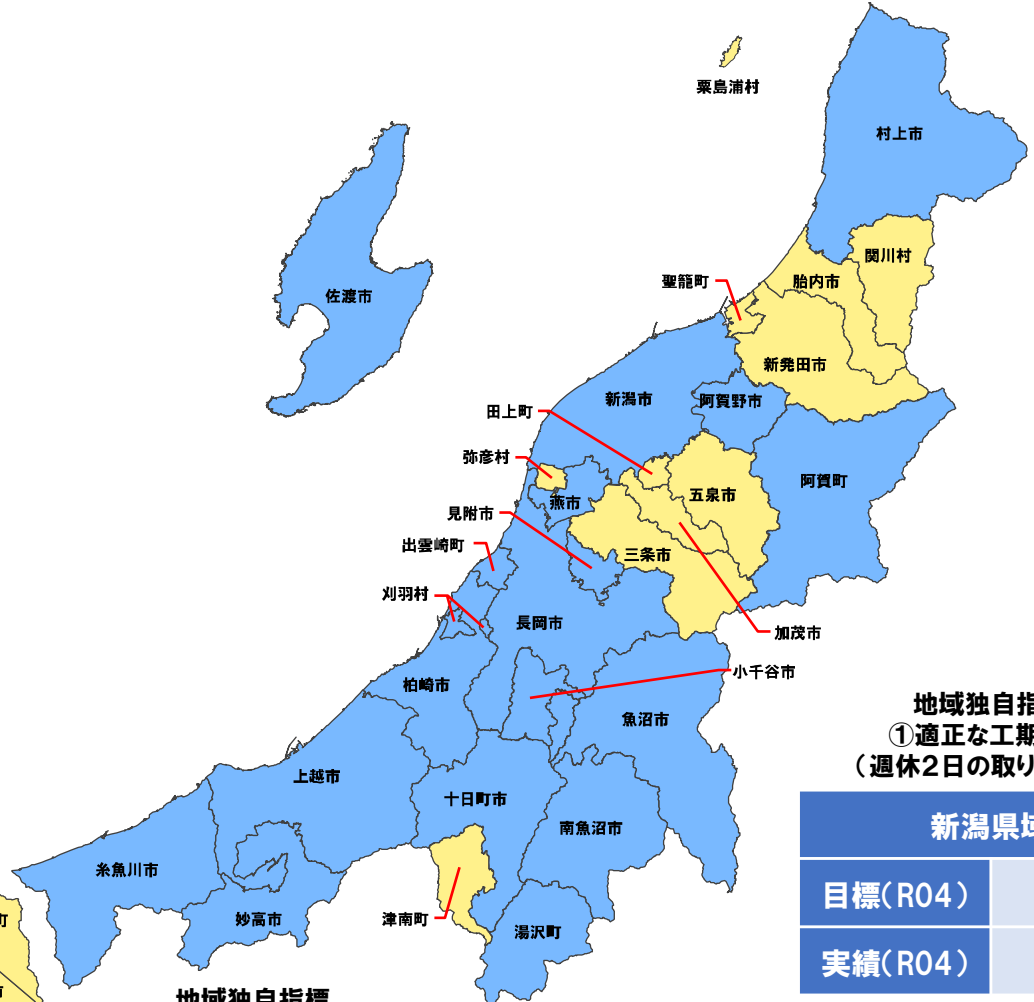 粟島浦村
村上市
関川村
胎内市
聖籠町
佐渡市
新発田市
新潟市
阿賀野市
田上町
弥彦村
阿賀町
五泉市
燕市
見附市
出雲崎町
三条市
刈羽村
長岡市
加茂市
小千谷市
柏崎市
魚沼市
上越市
十日町市
南魚沼市
糸魚川市
妙高市
津南町
湯沢町
町
市
地域独自指標
地域独自指
①適正な工期
(週休2日の取り
新潟県域
目標(R04)
実績(R04)